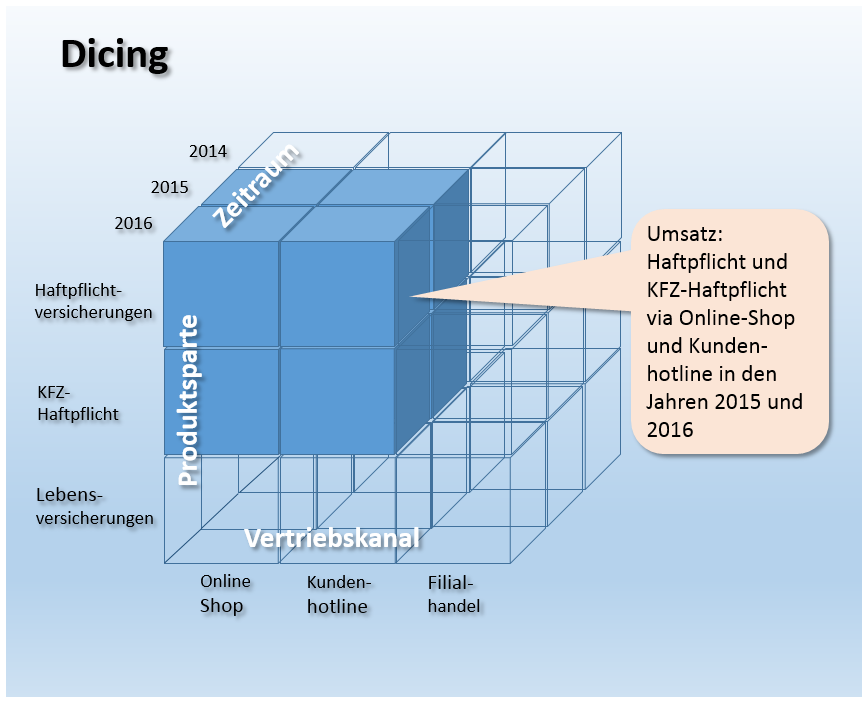 Dicing
2014
2015
2016
Zeitraum
Haftpflicht-
versicherungen
KFZ-
Haftpflicht
Lebens-
versicherungen
Produktsparte
Vertriebskanal
Online
Shop
Kunden-
hotline
Filial-
handel
Umsatz:
Haftpflicht und
KFZ-Haftpflicht
via Online-Shop
und Kunden-
hotline in den
Jahren 2015 und
2016